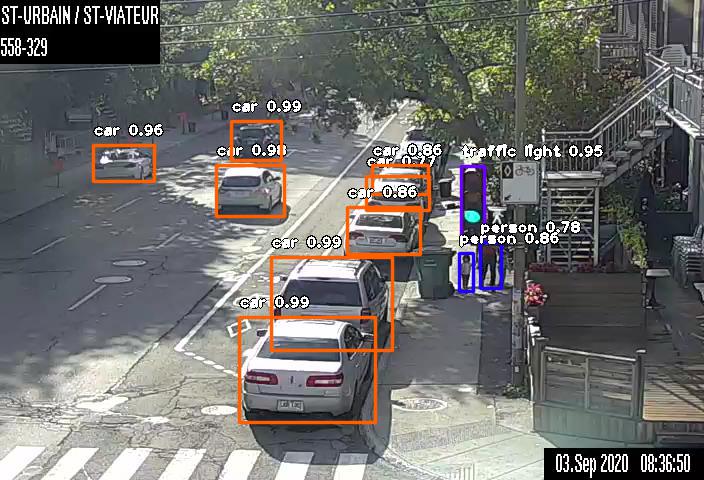 ST-URBAIN / ST-VIATEUR
558-329
car 0.99
car 0.96
car 0.98
car 0.86
car 0.77
traffic light 0.95
car 0.86
person 0.78
person 0.86
car 0.99
car 0.99
03.Sep 2020 08:36:50